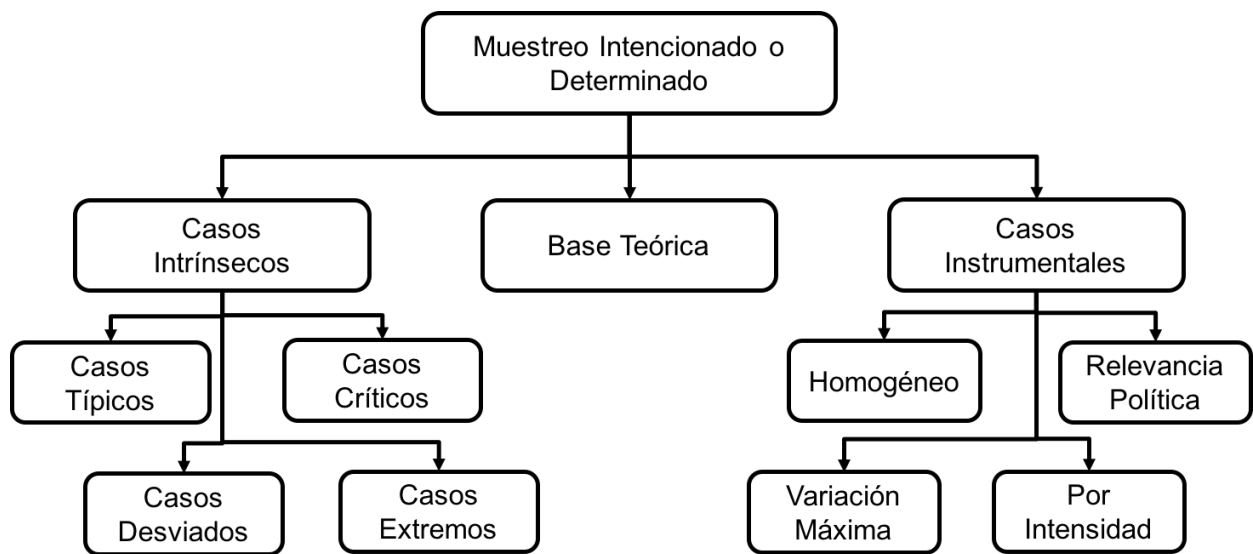 Muestreo Intencionado o
Determinado
Casos
Intrínsecos
Base Teórica
Casos
Instrumentales
Casos
Típicos
Casos
Críticos
Homogéneo
Relevancia
Política
Casos
Desviados
Casos
Extremos
Variación
Máxima
Por
Intensidad